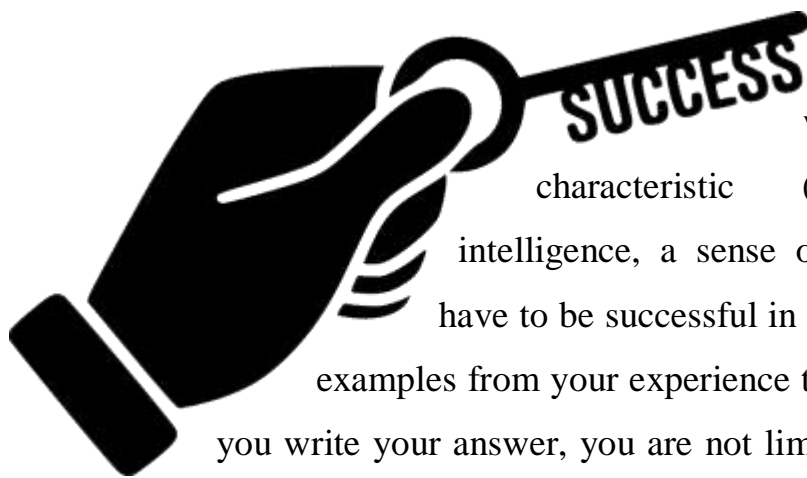 SUCCESS
characteristic (
intelligence, a sense
have to be successful in
examples from your experience
you write your answer, you are not